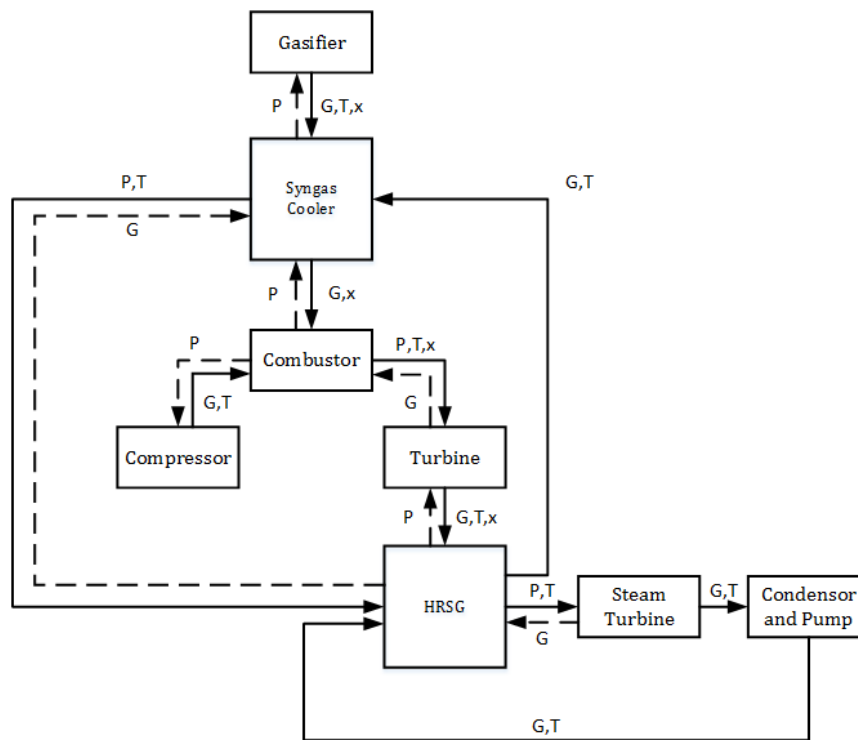 Gasifier
P
G,T,x
P,T
Syngas
Cooler
G,T
G
P
G,x
P
Combustor
P,T,x
G,T
G
Compressor
Turbine
P
G,T,x
HRSG
P,T
G
Steam
Turbine
G,T
Condensor
and Pump
G,T